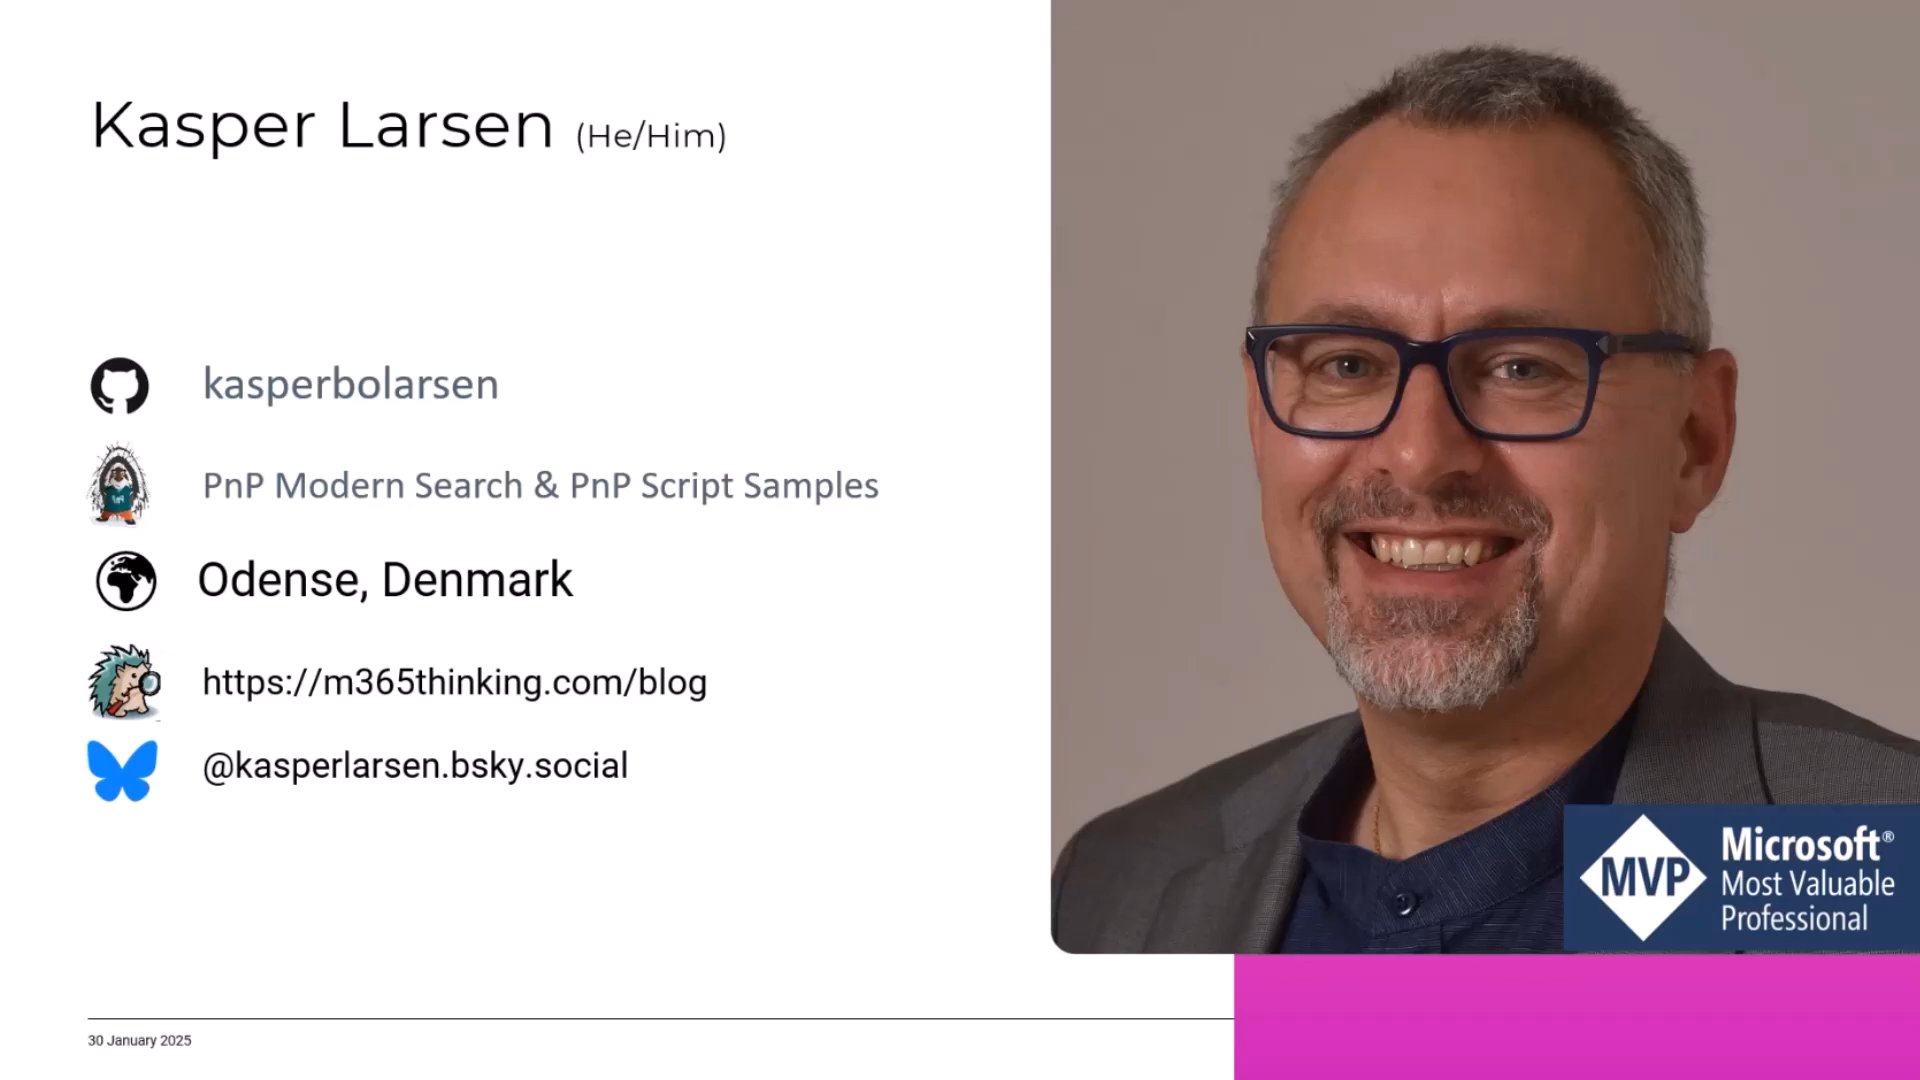 Kasper Larsen (He/Him)
kasperbolarsen
PnP Modern Search & PnP Script Samples
Odense, Denmark
https://m365thinking.com/blog
@kasperlarsen.bsky.social
MVP
Microsoft®
Most Valuable
Professional
30 January 2025